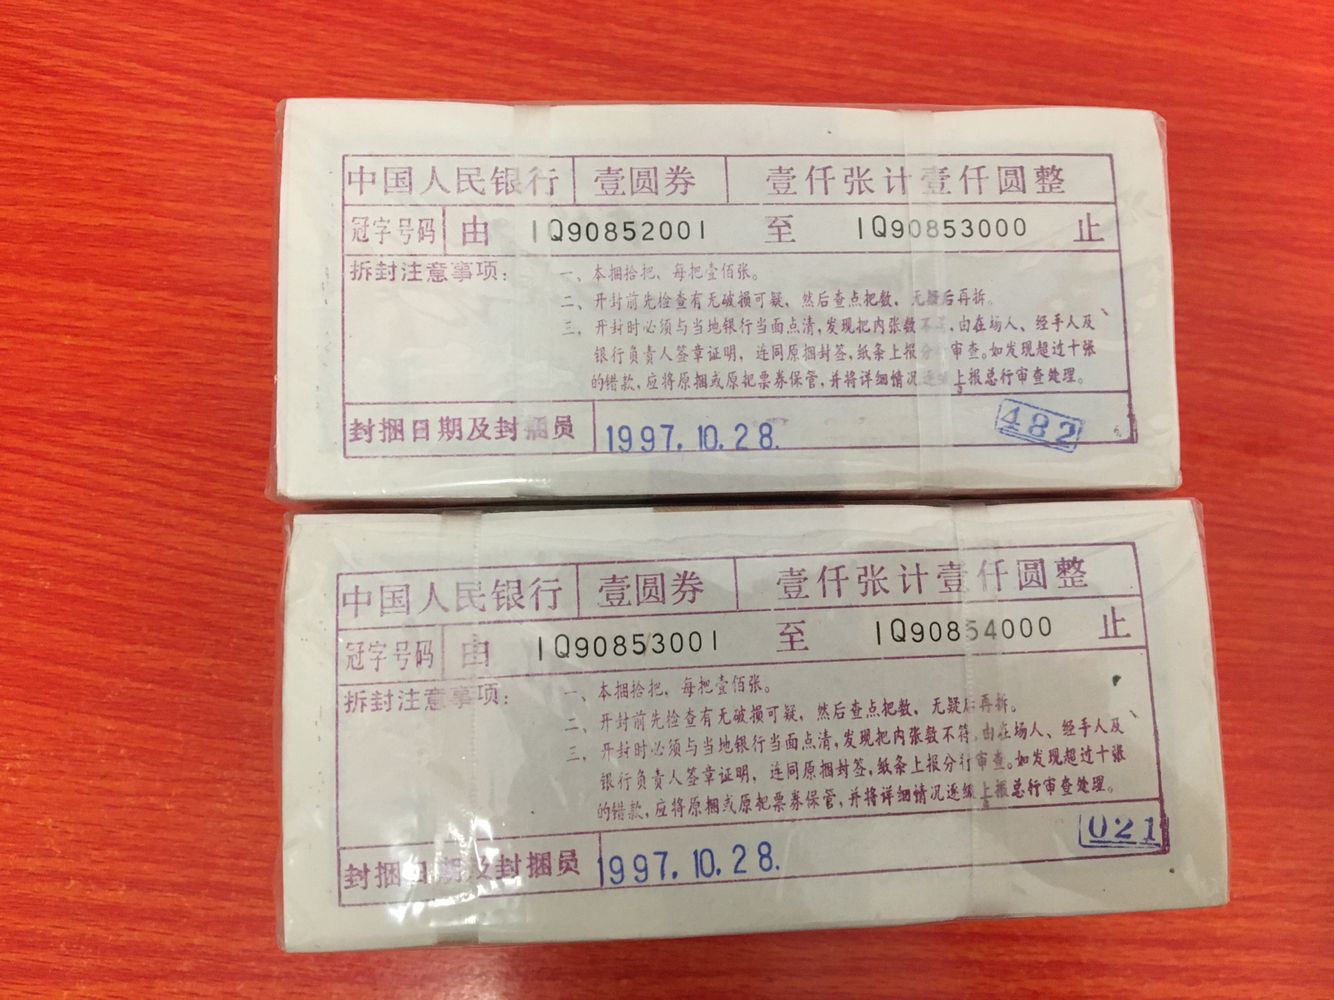 中国人民银行 壹圆券 壹仟张计壹仟圆整
冠字号码 由 IQ90852001 至 IQ90853000 止
拆封注意事项： 一、本捆拾把、每把壹佰张。
二、开封前先检查有无破损可疑、然后查点把数、无疑后再拆。
三、开封时必须与当地银行当面点清，发现把内张数不，由在场人、经手人及
银行负责人签章证明，连同原捆封签，纸条上报分行审查。如发现超过十张
的错款，应将原捆或原把票券保管，并将详细情况逐级上报总行审查处理。
封捆日期及封捆员 1997.10.28. 482
中国人民银行 壹圆券 壹仟张计壹仟圆整
冠字号码 由 IQ90853001 至 IQ90854000 止
拆封注意事项： 一、本捆拾把、每把壹佰张。
二、开封前先检查有无破损可疑、然后查点把数、无疑后再拆。
三、开封时必须与当地银行当面点清，发现把内张数不符，由在场人、经手人及
银行负责人签章证明，连同原捆封签，纸条上报分行审查。如发现超过十张
的错款，应将原捆或原把票券保管，并将详细情况逐级上报总行审查处理。
封捆日期及封捆员 1997.10.28. 021